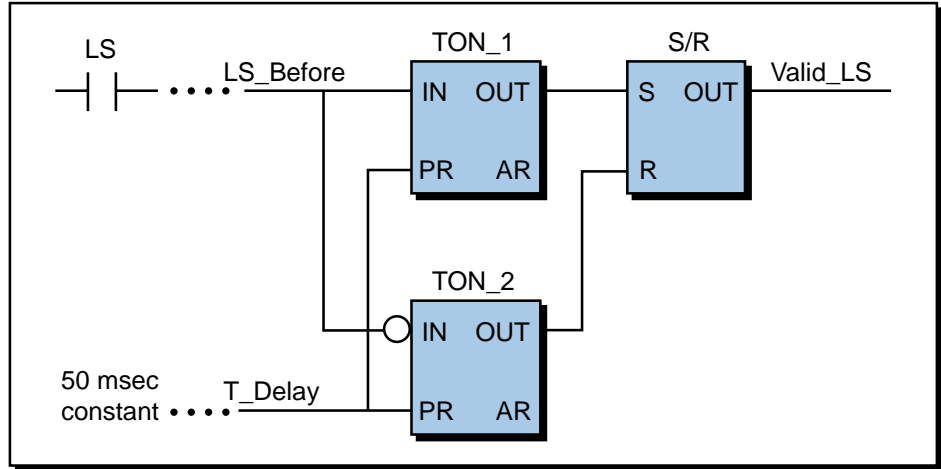 TON_1
S/R
LS
LS_Before
Valid_LS
IN OUT
S OUT
PR AR
R
TON_2
IN OUT
50 msec
constant
T_Delay
PR AR